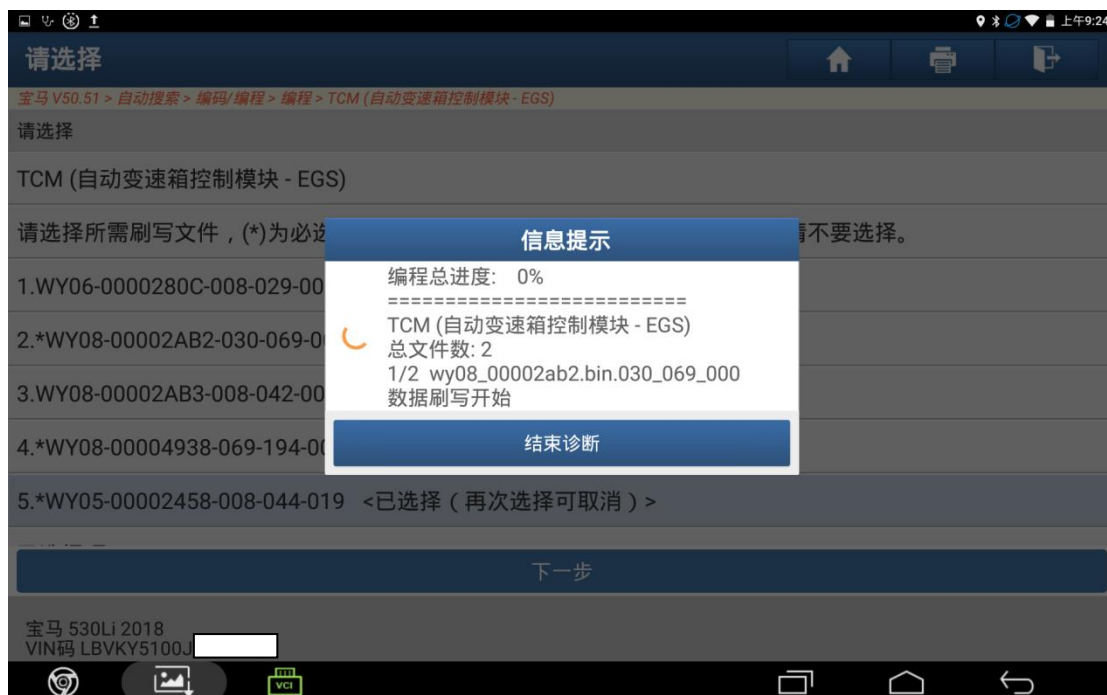 上午9:24
请选择
宝马 V50.51 > 自动搜索 > 编码/编程 > 编程 > TCM (自动变速箱控制模块 - EGS)
请选择
TCM (自动变速箱控制模块 - EGS)
请选择所需刷写文件，(*)为必选 不要选择。
信息提示
编程总进度: 0%
==========================
TCM (自动变速箱控制模块 - EGS)
总文件数: 2
1/2 wy08_00002ab2.bin.030_069_000
数据刷写开始
结束诊断
1.WY06-0000280C-008-029-00
2.*WY08-00002AB2-030-069-0
3.WY08-00002AB3-008-042-00
4.*WY08-00004938-069-194-00
5.*WY05-00002458-008-044-019 <已选择（再次选择可取消）>
下一步
宝马 530Li 2018
VIN码 LBVKY5100J
VCI